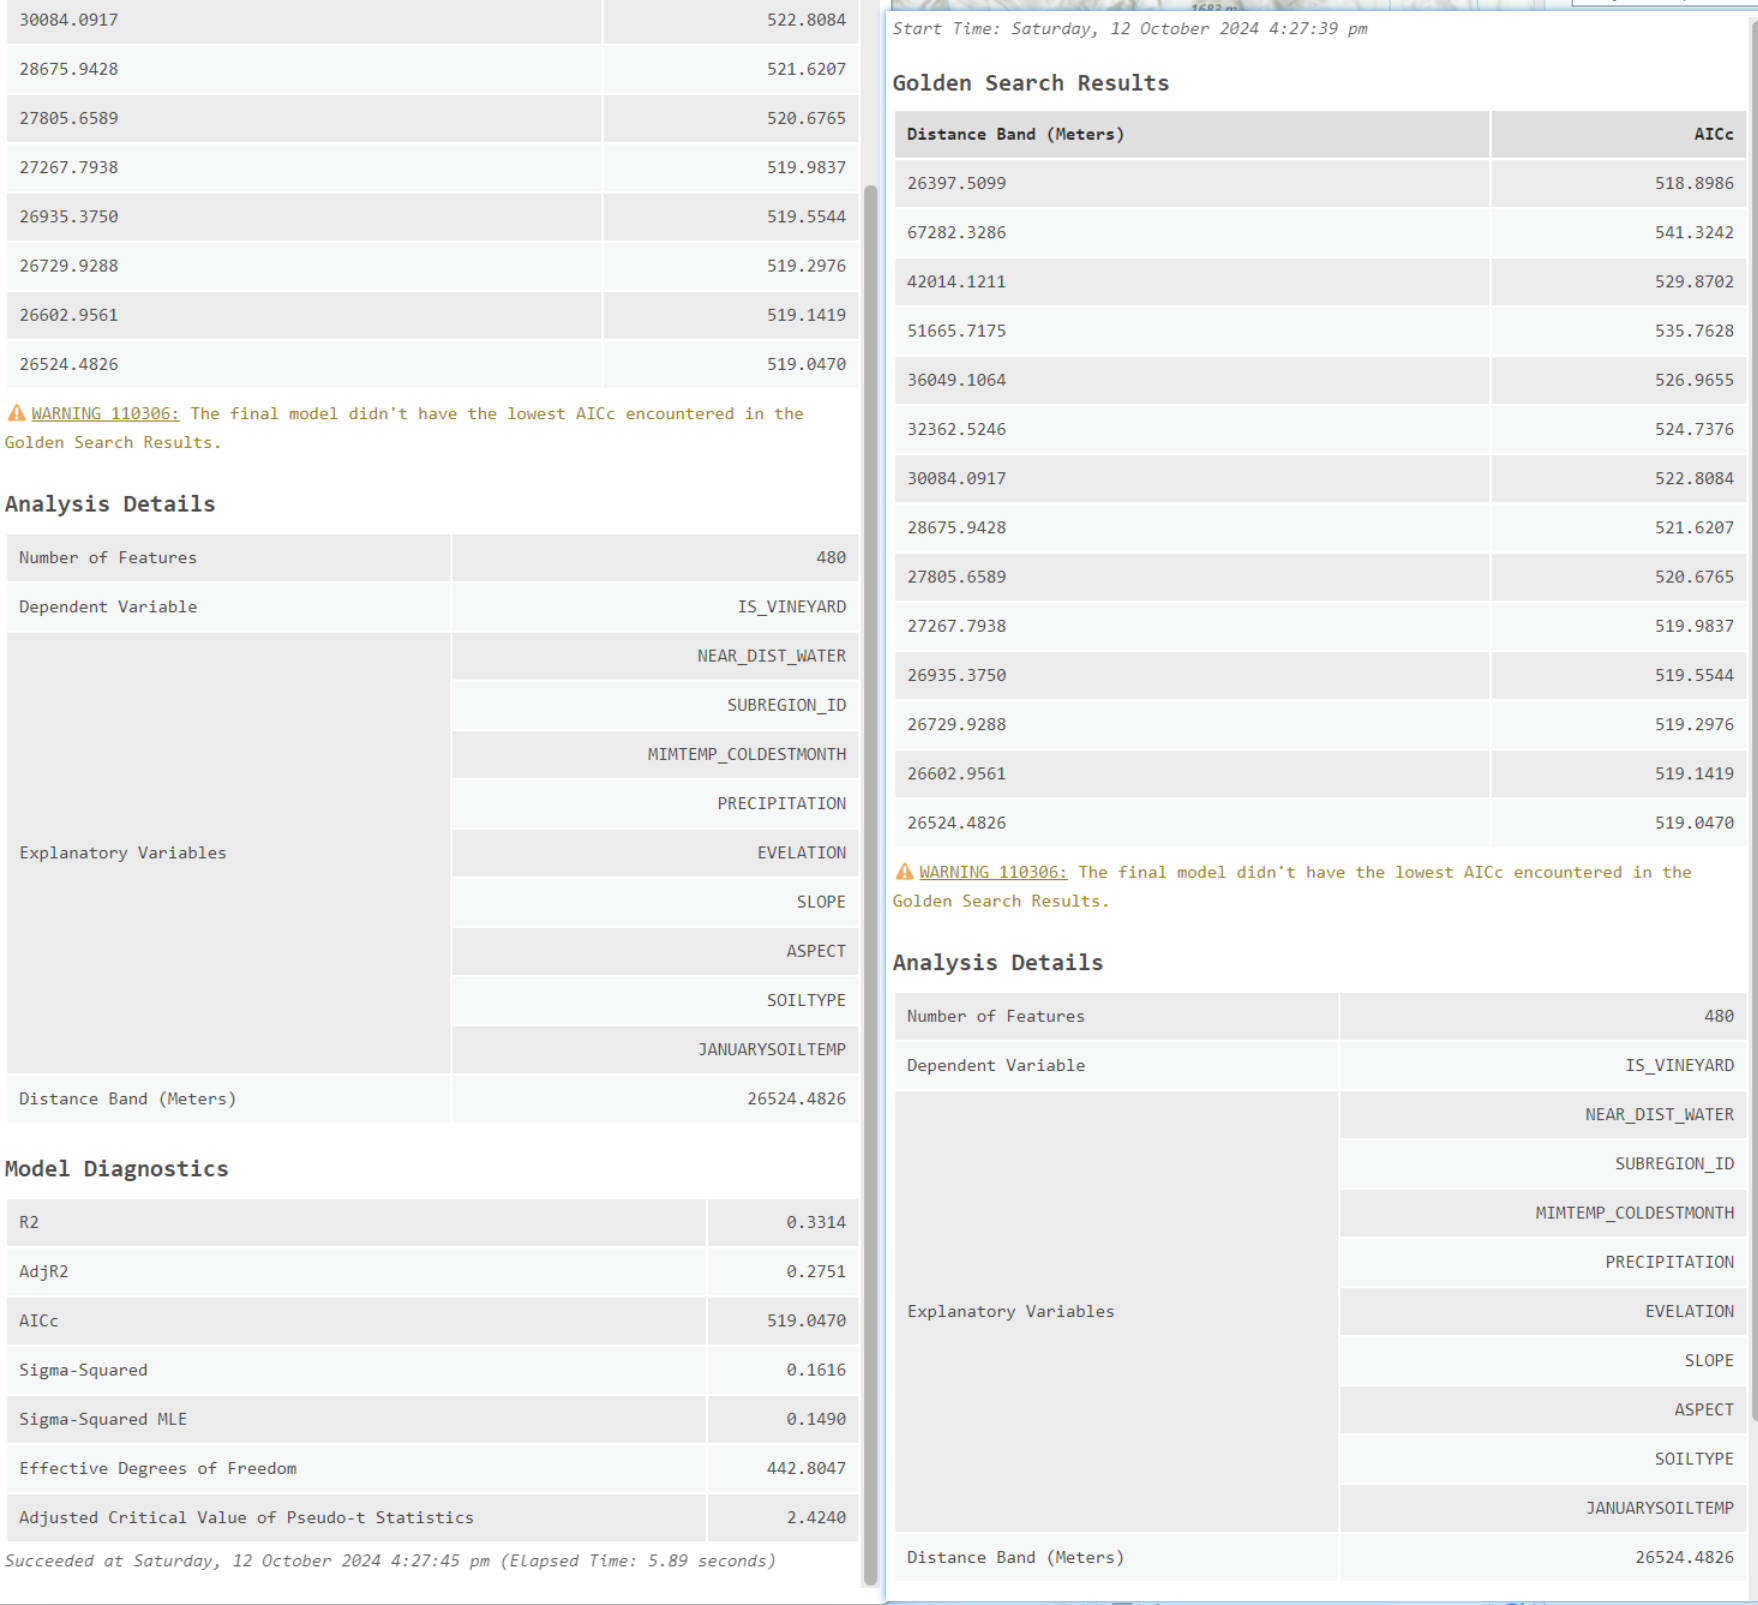 30084.0917 522.8084
28675.9428 521.6207
27805.6589 520.6765
27267.7938 519.9837
26935.3750 519.5544
26729.9288 519.2976
26602.9561 519.1419
26524.4826 519.0470
WARNING 110306: The final model didn't have the lowest AICc encountered in the
Golden Search Results.
Analysis Details
Number of Features 480
Dependent Variable IS_VINEYARD
Explanatory Variables
NEAR_DIST_WATER
SUBREGION_ID
MIMTEMP_COLDESTMONTH
PRECIPITATION
EVELATION
SLOPE
ASPECT
SOILTYPE
JANUARYSOILTEMP
Distance Band (Meters) 26524.4826
Model Diagnostics
R2 0.3314
AdjR2 0.2751
AICc 519.0470
Sigma-Squared 0.1616
Sigma-Squared MLE 0.1490
Effective Degrees of Freedom 442.8047
Adjusted Critical Value of Pseudo-t Statistics 2.4240
Succeeded at Saturday, 12 October 2024 4:27:45 pm (Elapsed Time: 5.89 seconds)
1683 m
Start Time: Saturday, 12 October 2024 4:27:39 pm
Golden Search Results
Distance Band (Meters) AICc
26397.5099 518.8986
67282.3286 541.3242
42014.1211 529.8702
51665.7175 535.7628
36049.1064 526.9655
32362.5246 524.7376
30084.0917 522.8084
28675.9428 521.6207
27805.6589 520.6765
27267.7938 519.9837
26935.3750 519.5544
26729.9288 519.2976
26602.9561 519.1419
26524.4826 519.0470
WARNING 110306: The final model didn't have the lowest AICc encountered in the
Golden Search Results.
Analysis Details
Number of Features 480
Dependent Variable IS_VINEYARD
Explanatory Variables
NEAR_DIST_WATER
SUBREGION_ID
MIMTEMP_COLDESTMONTH
PRECIPITATION
EVELATION
SLOPE
ASPECT
SOILTYPE
JANUARYSOILTEMP
Distance Band (Meters) 26524.4826